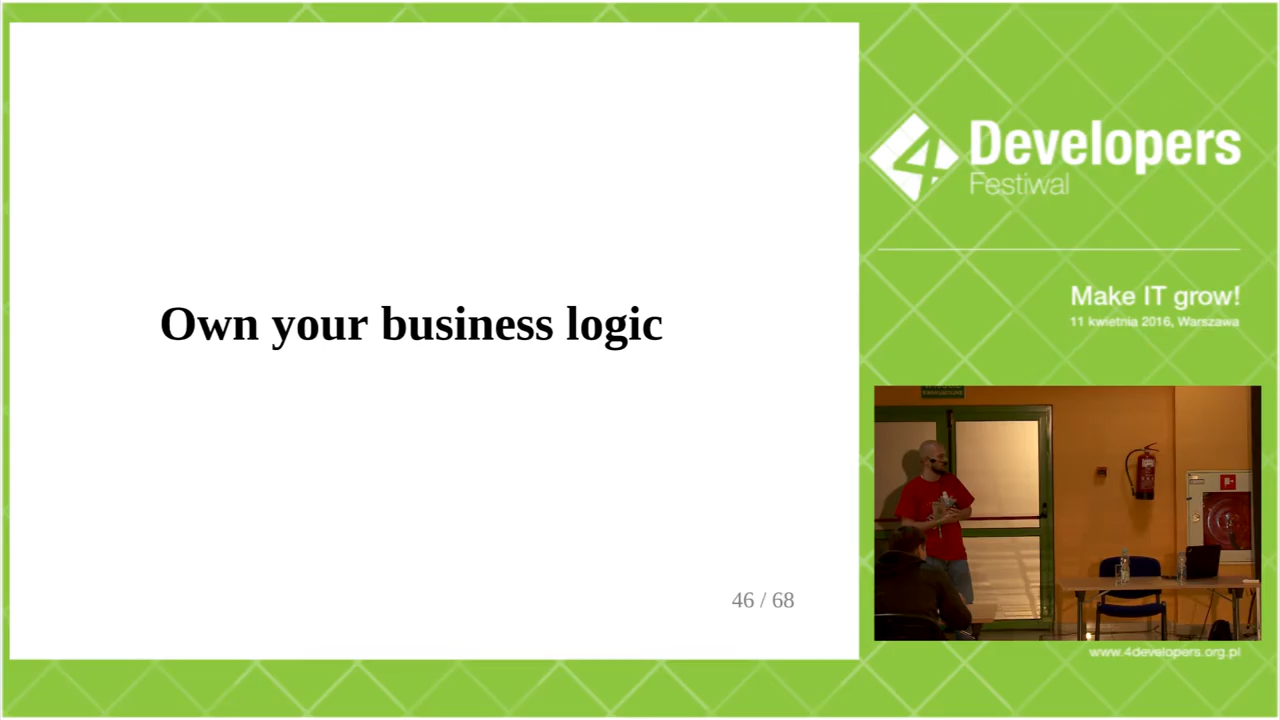 Own your business logic
46 / 68
4 Developers
Festiwal
Make IT grow!
11 kwietnia 2016, Warszawa
www.4developers.org.pl